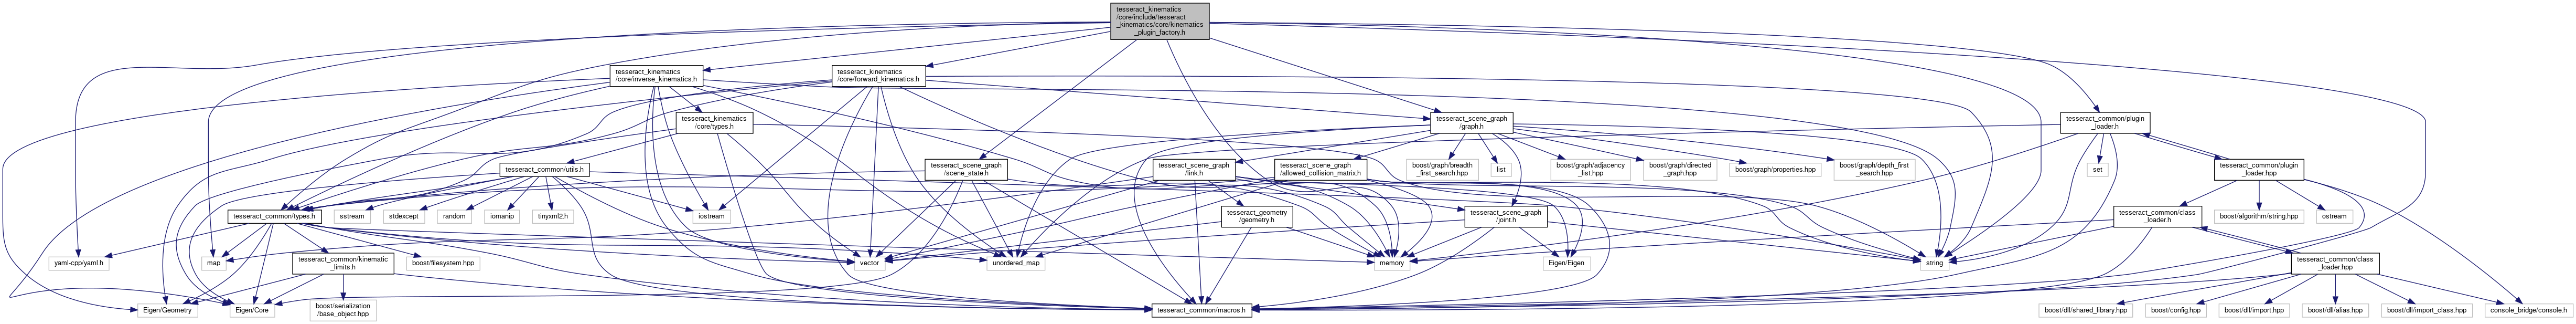 tesseract_kinematics
/core/include/tesseract
_kinematics/core/kinematics
_plugin_factory.h
tesseract_kinematics
/core/inverse_kinematics.h
tesseract_kinematics
/core/forward_kinematics.h
tesseract_kinematics
/core/types.h
tesseract_scene_graph
/graph.h
tesseract_common/plugin
_loader.h
tesseract_common/utils.h
tesseract_scene_graph
/scene_state.h
tesseract_scene_graph
/link.h
tesseract_scene_graph
/allowed_collision_matrix.h
boost/graph/breadth
_first_search.hpp
list
boost/graph/adjacency
_list.hpp
boost/graph/directed
_graph.hpp
boost/graph/properties.hpp
boost/graph/depth_first
_search.hpp
set
tesseract_common/plugin
_loader.hpp
tesseract_common/types.h
sstream
stdexcept
random
iomanip
tinyxml2.h
iostream
tesseract_geometry
/geometry.h
tesseract_scene_graph
/joint.h
tesseract_common/class
_loader.h
boost/algorithm/string.hpp
ostream
yaml-cpp/yaml.h
map
tesseract_common/kinematic
_limits.h
boost/filesystem.hpp
vector
unordered_map
memory
Eigen/Eigen
string
tesseract_common/class
_loader.hpp
Eigen/Geometry
Eigen/Core
boost/serialization
/base_object.hpp
tesseract_common/macros.h
boost/dll/shared_library.hpp
boost/config.hpp
boost/dll/import.hpp
boost/dll/alias.hpp
boost/dll/import_class.hpp
console_bridge/console.h